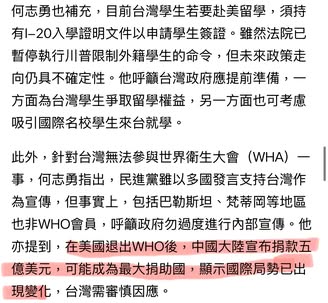 何志勇也補充，目前台灣學生若要赴美留學，須持
有I-20入學證明文件以申請學生簽證。雖然法院已
暫停執行川普限制外籍學生的命令，但未來政策走
向仍具不確定性。他呼籲台灣政府應提前準備，一
方面為台灣學生爭取留學權益，另一方面也可考慮
吸引國際名校學生來台就學。
此外，針對台灣無法參與世界衛生大會（WHA）一
事，何志勇指出，民進黨雖以多國發言支持台灣作
為宣傳，但事實上，包括巴勒斯坦、梵蒂岡等地區
也非WHO會員，呼籲政府勿過度進行內部宣傳。他
亦提到，在美國退出WHO後，中國大陸宣布捐款五
億美元，可能成為最大捐助國，顯示國際局勢已出
現變化，台灣需審慎因應。